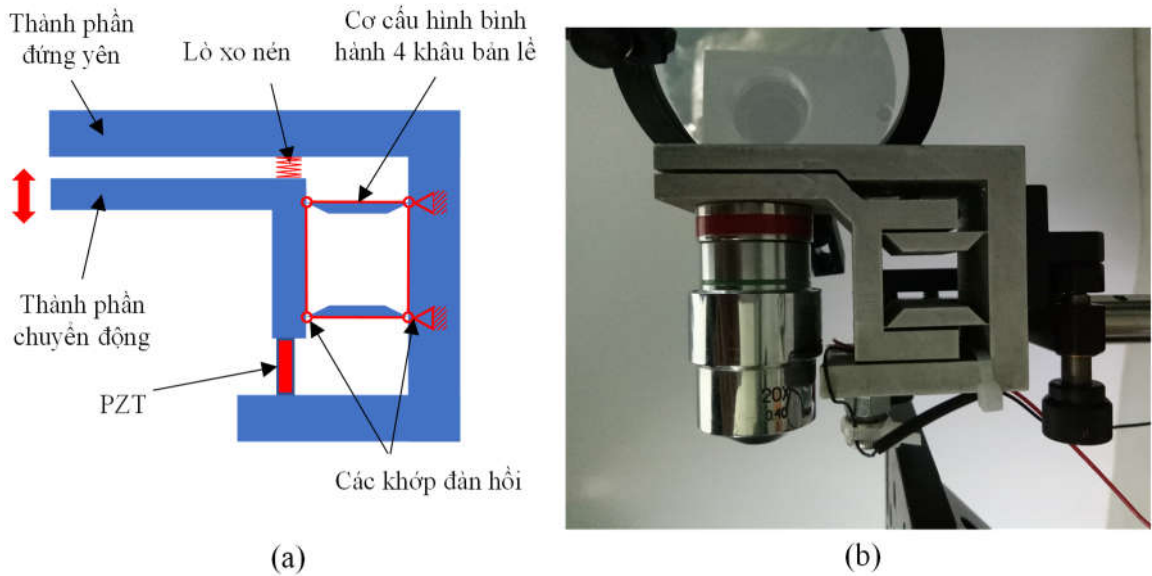 Thành phần
đứng yên
Lò xo nén
Cơ cấu hình bình
hành 4 khâu bản lề
Thành phần
chuyển động
PZT
Các khớp đàn hồi
(a)
20X
0.40
(b)